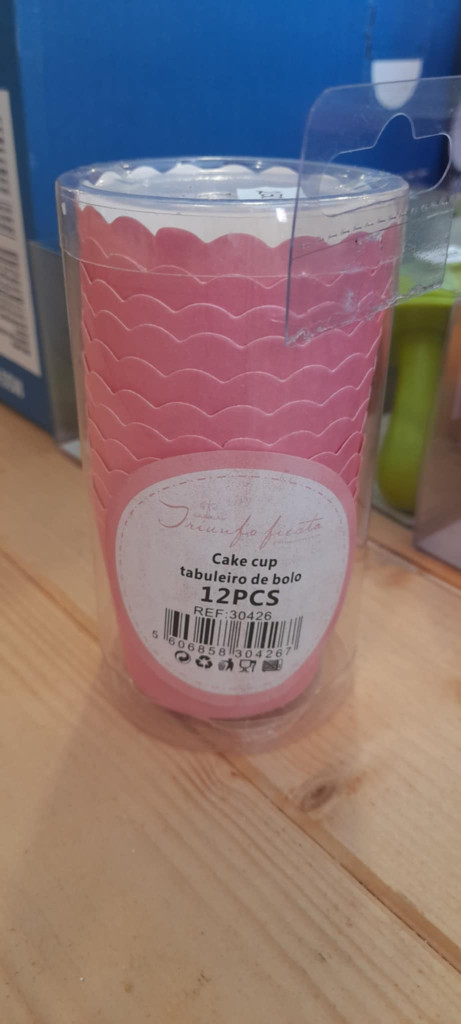 Triunfo fiesta
Cake cup
tabuleiro de bolo
12PCS
REF:30426
5 606858 304267